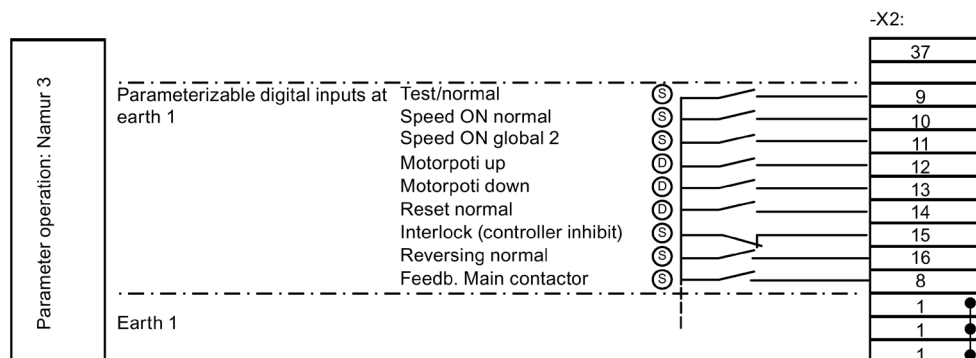 -X2:
37
Parameter operation: Namur 3
Parameterizable digital inputs at
earth 1
Test/normal S 9
Speed ON normal S 10
Speed ON global 2 S 11
Motorpoti up D 12
Motorpoti down D 13
Reset normal D 14
Interlock (controller inhibit) S 15
Reversing normal S 16
Feedb. Main contactor S 8
1
Earth 1
1
1